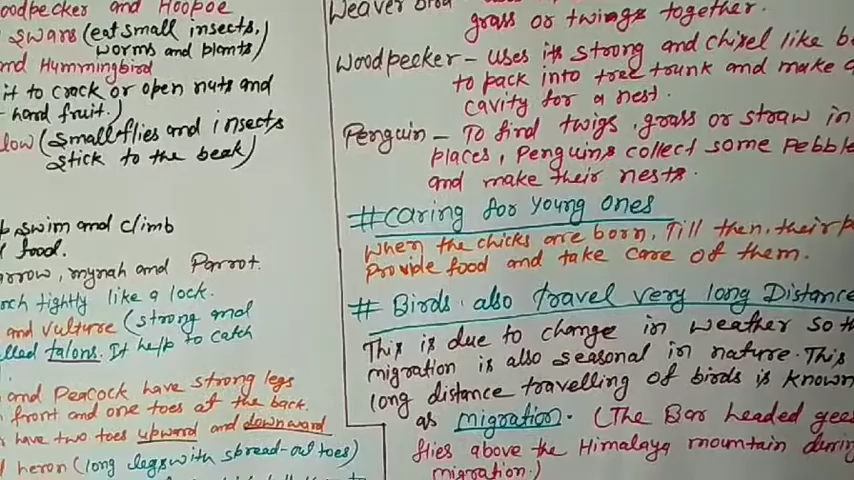 oodpecker and Hoopoe
swans (eat small insects,
worms and plants)
nd Hummingbird
it to crack or open nuts and
hard fruit.)
low (small flies and insects
stick to the beak)
swim and climb
food.
arrow, mynah and Parrot.
rch tightly like a lock.
and vulture (strong and
lled talons. It help to catch
and Peacock have strong legs
front and one toes at the back.
have two toes upward and downward
heron (long legs with spread-out toes)
Weaver bird
grass or twings together.
Woodpecker - uses its strong and chisel like b
to pack into tree trunk and make a
cavity for a nest.
Penguin - To find twigs, grass or straw in
places, Penguins collect some Pebble
and make their nests.
# caring for young ones
When the chicks are born, Till then, their p
Provide food and take care of them.
# Birds also travel very long Distance
This is due to change in weather so th
migration is also seasonal in nature. This
long distance travelling of birds is known
as migration. (The Bar headed gees
flies above the Himalaya mountain durin
migration.)